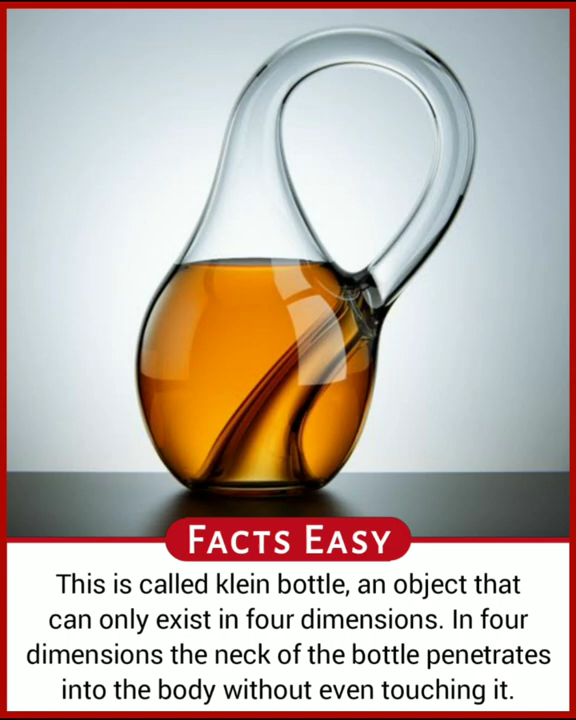 FACTS EASY
This is called klein bottle, an object that
can only exist in four dimensions. In four
dimensions the neck of the bottle penetrates
into the body without even touching it.